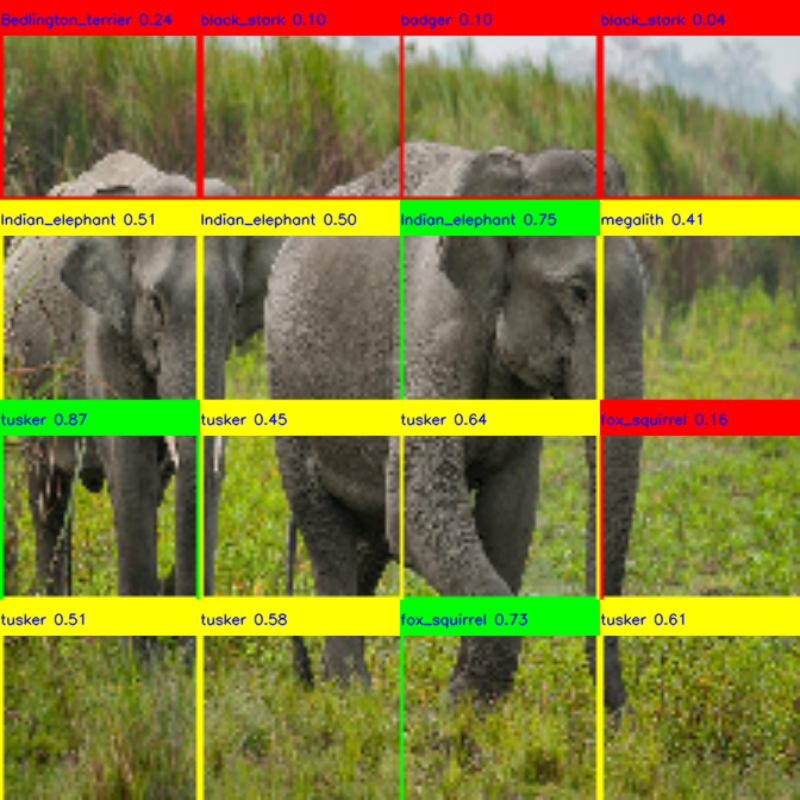 Bedlington_terrier 0.24
black_stork 0.10
badger 0.10
black_stork 0.04
Indian_elephant 0.51
Indian_elephant 0.50
Indian_elephant 0.75
megalith 0.41
tusker 0.87
tusker 0.45
tusker 0.64
fox_squirrel 0.16
tusker 0.51
tusker 0.58
fox_squirrel 0.73
tusker 0.61